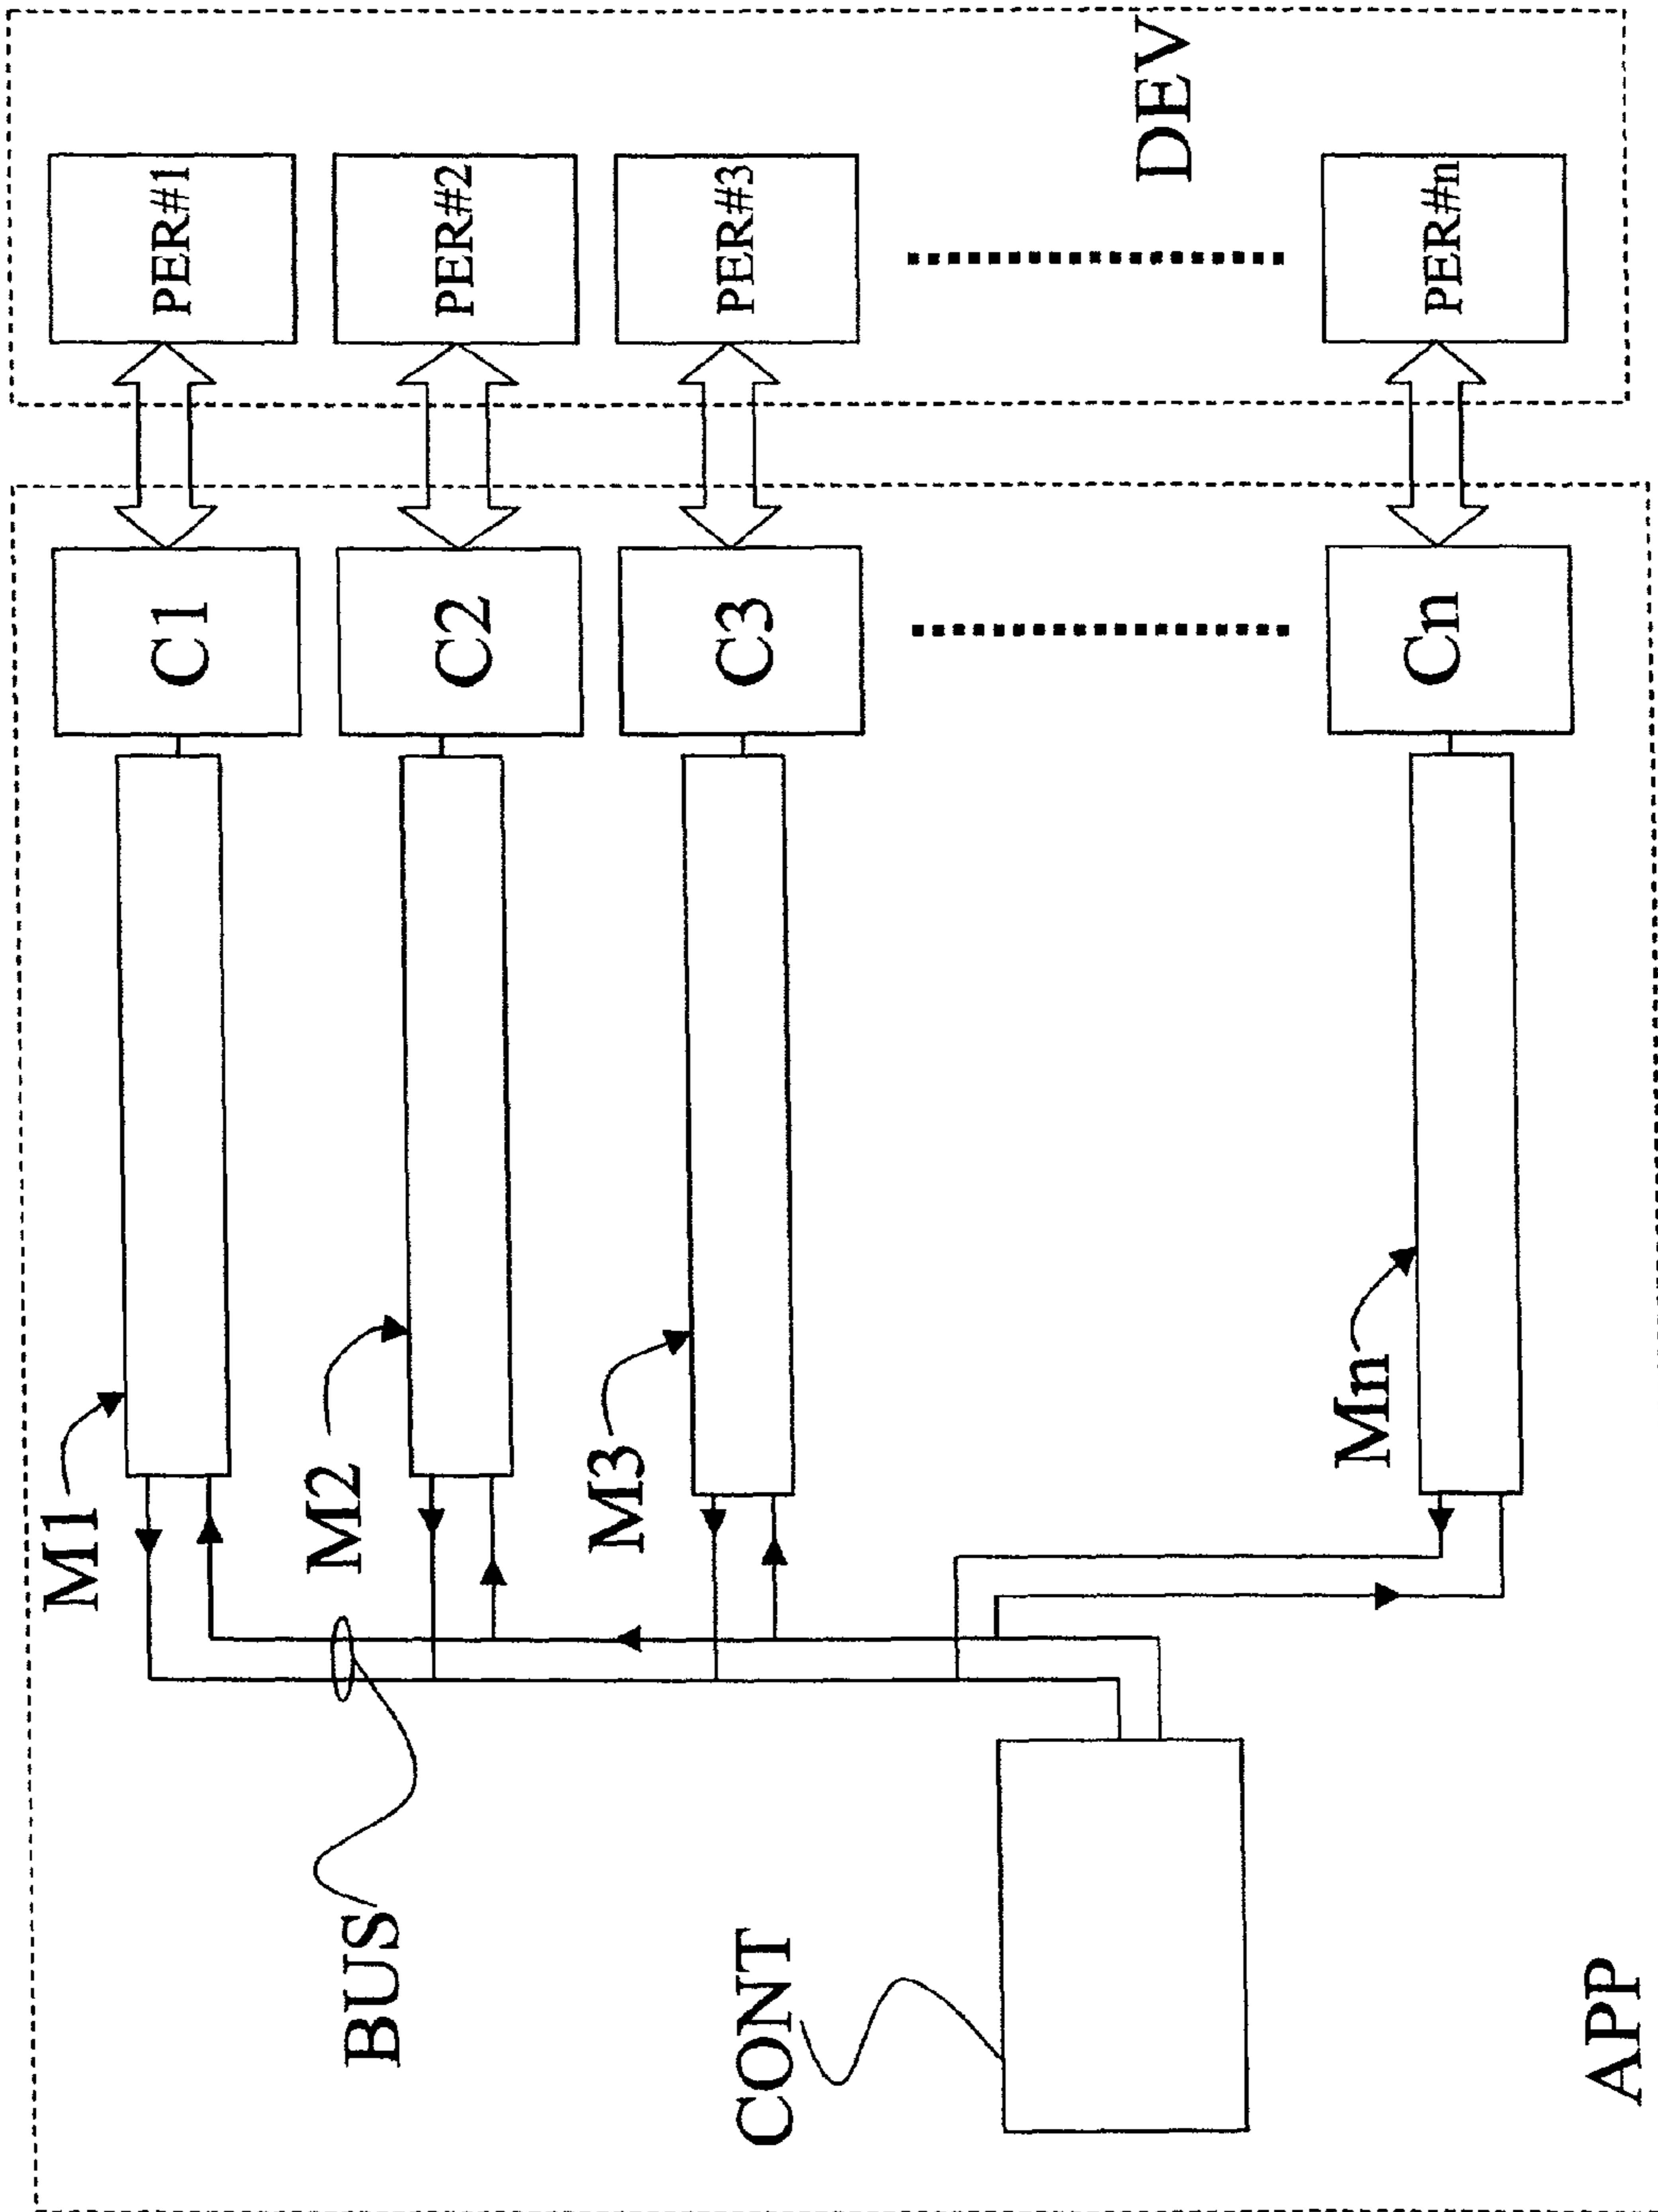 PER#1
PER#2
PER#3
PER#n
DEV
C1
C2
C3
Cn
M1
M2
M3
Mn
BUS
CONT
APP